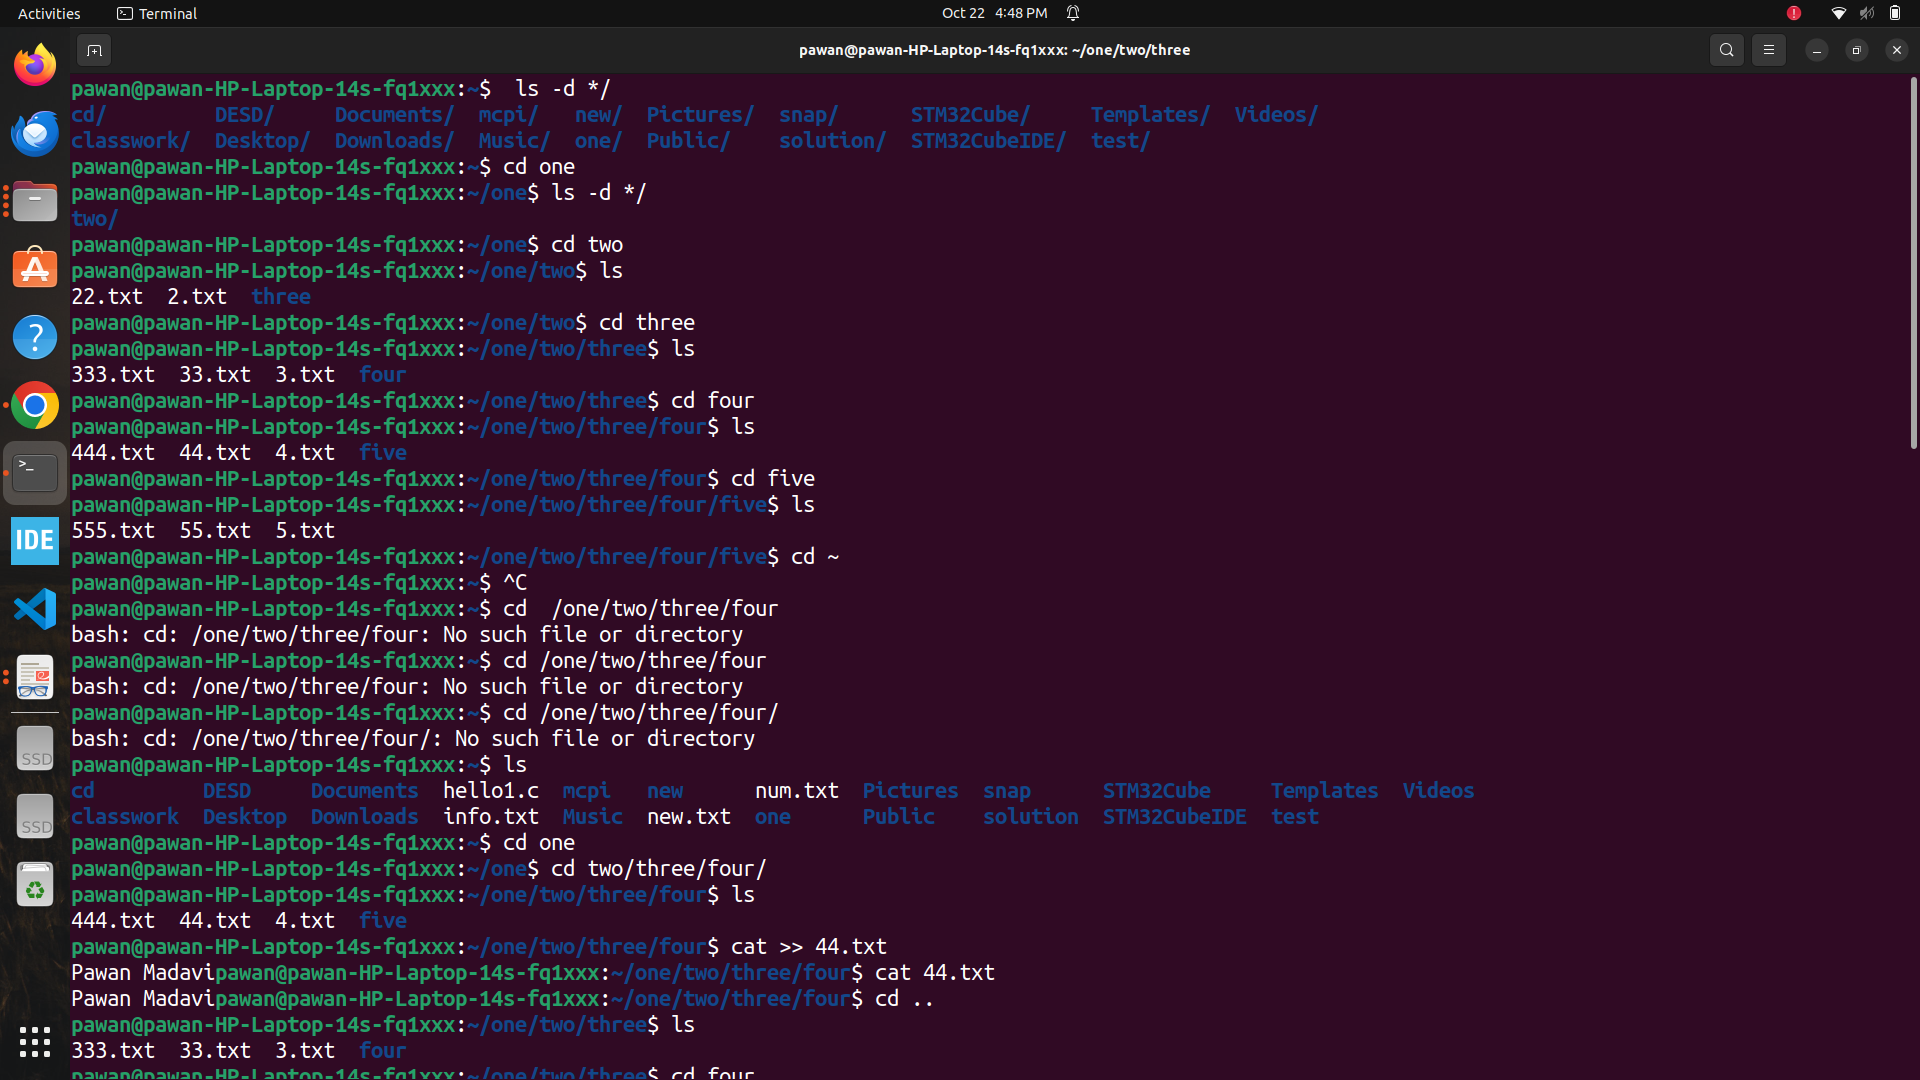 Activities Terminal Oct 22 4:48 PM
pawan@pawan-HP-Laptop-14s-fq1xxx: ~/one/two/three
pawan@pawan-HP-Laptop-14s-fq1xxx:~$  ls -d */
cd/ DESD/ Documents/ mcpi/ new/ Pictures/ snap/ STM32Cube/ Templates/ Videos/
classwork/ Desktop/ Downloads/ Music/ one/ Public/ solution/ STM32CubeIDE/ test/
pawan@pawan-HP-Laptop-14s-fq1xxx:~$ cd one
pawan@pawan-HP-Laptop-14s-fq1xxx:~/one$ ls -d */
two/
pawan@pawan-HP-Laptop-14s-fq1xxx:~/one$ cd two
pawan@pawan-HP-Laptop-14s-fq1xxx:~/one/two$ ls
22.txt  2.txt  three
pawan@pawan-HP-Laptop-14s-fq1xxx:~/one/two$ cd three
pawan@pawan-HP-Laptop-14s-fq1xxx:~/one/two/three$ ls
333.txt  33.txt  3.txt  four
pawan@pawan-HP-Laptop-14s-fq1xxx:~/one/two/three$ cd four
pawan@pawan-HP-Laptop-14s-fq1xxx:~/one/two/three/four$ ls
444.txt  44.txt  4.txt  five
pawan@pawan-HP-Laptop-14s-fq1xxx:~/one/two/three/four$ cd five
pawan@pawan-HP-Laptop-14s-fq1xxx:~/one/two/three/four/five$ ls
555.txt  55.txt  5.txt
pawan@pawan-HP-Laptop-14s-fq1xxx:~/one/two/three/four/five$ cd ~
pawan@pawan-HP-Laptop-14s-fq1xxx:~$ ^C
pawan@pawan-HP-Laptop-14s-fq1xxx:~$ cd  /one/two/three/four
bash: cd: /one/two/three/four: No such file or directory
pawan@pawan-HP-Laptop-14s-fq1xxx:~$ cd /one/two/three/four
bash: cd: /one/two/three/four: No such file or directory
pawan@pawan-HP-Laptop-14s-fq1xxx:~$ cd /one/two/three/four/
bash: cd: /one/two/three/four/: No such file or directory
pawan@pawan-HP-Laptop-14s-fq1xxx:~$ ls
cd DESD Documents hello1.c mcpi new num.txt Pictures snap STM32Cube Templates Videos
classwork Desktop Downloads info.txt Music new.txt one Public solution STM32CubeIDE test
pawan@pawan-HP-Laptop-14s-fq1xxx:~$ cd one
pawan@pawan-HP-Laptop-14s-fq1xxx:~/one$ cd two/three/four/
pawan@pawan-HP-Laptop-14s-fq1xxx:~/one/two/three/four$ ls
444.txt  44.txt  4.txt  five
pawan@pawan-HP-Laptop-14s-fq1xxx:~/one/two/three/four$ cat >> 44.txt
Pawan Madavipawan@pawan-HP-Laptop-14s-fq1xxx:~/one/two/three/four$ cat 44.txt
Pawan Madavipawan@pawan-HP-Laptop-14s-fq1xxx:~/one/two/three/four$ cd ..
pawan@pawan-HP-Laptop-14s-fq1xxx:~/one/two/three$ ls
333.txt  33.txt  3.txt  four
pawan@pawan-HP-Laptop-14s-fq1xxx:~/one/two/three$ cd four
IDE
SSD
SSD